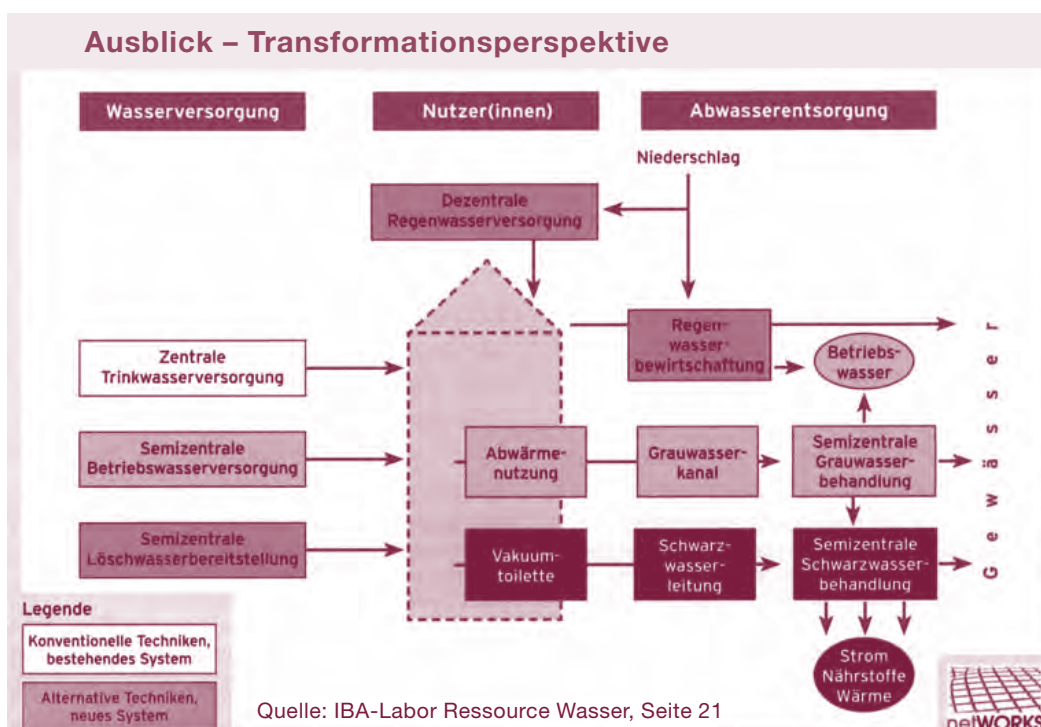 Ausblick – Transformationsperspektive
Wasserversorgung
Nutzer(innen)
Abwasserentsorgung
Niederschlag
Dezentrale
Regenwasserversorgung
Zentrale
Trinkwasserversorgung
Regen-
wasser-
bewirtschaftung
Betriebs-
wasser
Semizentrale
Betriebswasserversorgung
Abwärme-
nutzung
Grauwasser-
kanal
Semizentrale
Grauwasser-
behandlung
Semizentrale
Löschwasserbereitstellung
Vakuum-
toilette
Schwarz-
wasser-
leitung
Semizentrale
Schwarzwasser-
behandlung
Gewässer
Strom
Nährstoffe
Wärme
Legende
Konventionelle Techniken,
bestehendes System
Alternative Techniken,
neues System
Quelle: IBA-Labor Ressource Wasser, Seite 21
netWORKS